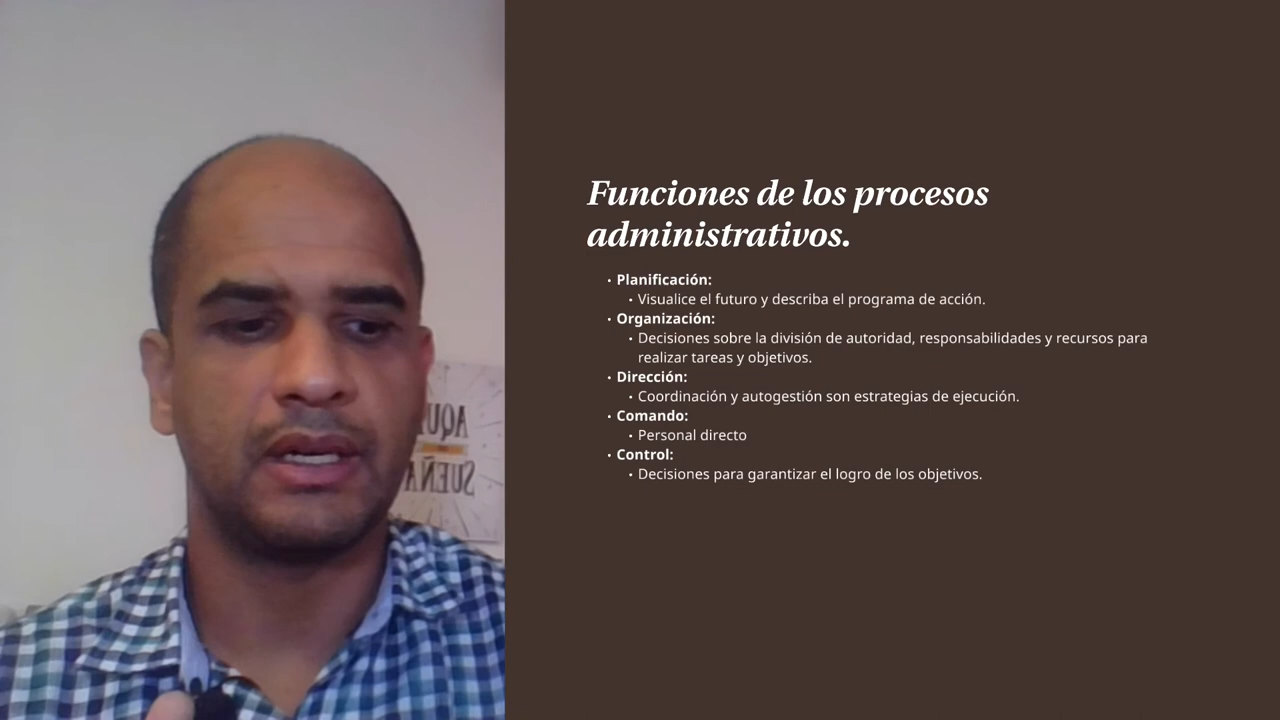 Funciones de los procesos
administrativos.
• Planificación:
• Visualice el futuro y describa el programa de acción.
• Organización:
• Decisiones sobre la división de autoridad, responsabilidades y recursos para
realizar tareas y objetivos.
• Dirección:
• Coordinación y autogestión son estrategias de ejecución.
• Comando:
• Personal directo
• Control:
• Decisiones para garantizar el logro de los objetivos.
AQUÍ
SUEÑA